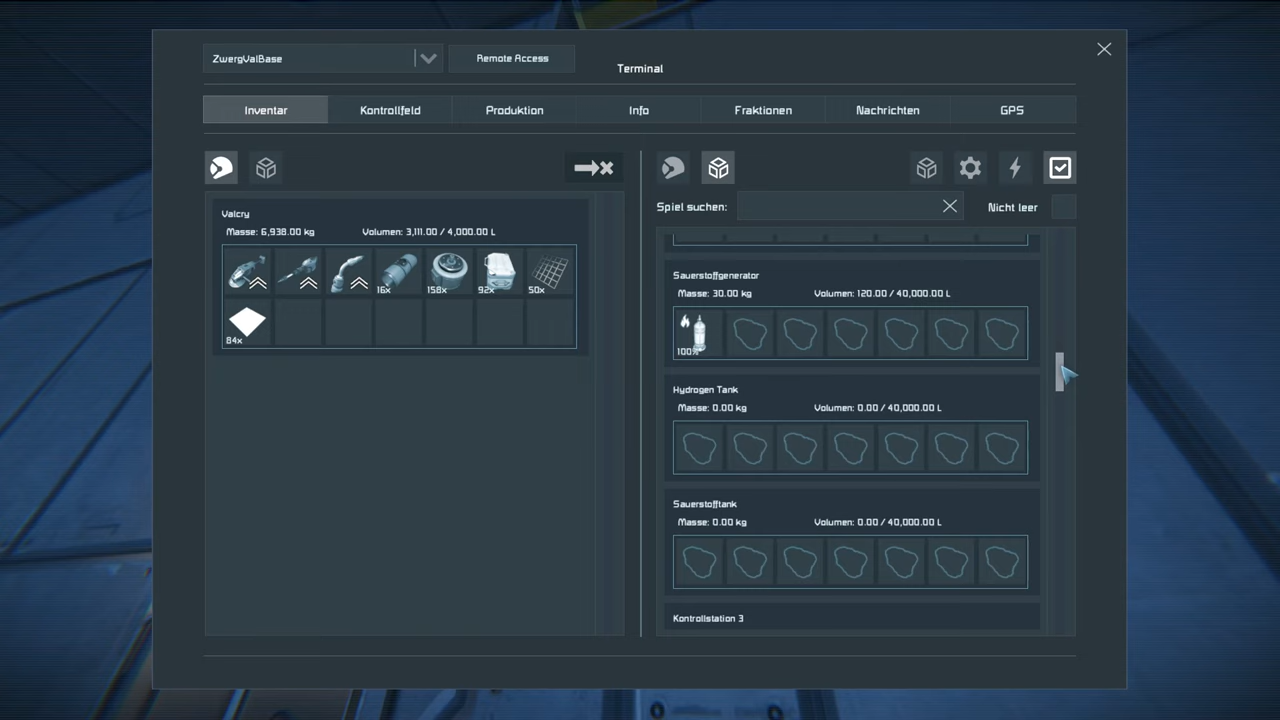 ZwergValBase
Remote Access
Terminal
Inventar
Kontrollfeld
Produktion
Info
Fraktionen
Nachrichten
GPS
Spiel suchen:
Nicht leer
Valcry
Masse: 6,938.00 kg
Volumen: 3,111.00 / 4,000.00 L
16x
158x
92x
50x
84x
Sauerstoffgenerator
Masse: 30.00 kg
Volumen: 120.00 / 40,000.00 L
100%
Hydrogen Tank
Masse: 0.00 kg
Volumen: 0.00 / 40,000.00 L
Sauerstofftank
Masse: 0.00 kg
Volumen: 0.00 / 40,000.00 L
Kontrollstation 3